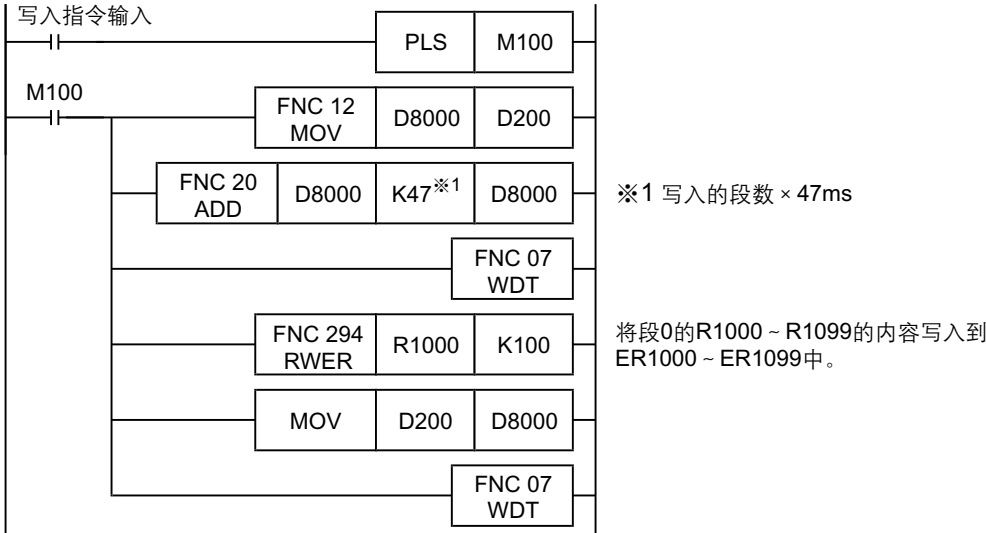 写入指令输入
PLS M100
M100
FNC 12
MOV D8000 D200
FNC 20
ADD D8000 K47※1 D8000
※1 写入的段数 × 47ms
FNC 07
WDT
FNC 294
RWER R1000 K100
将段0的R1000~R1099的内容写入到
ER1000~ER1099中。
MOV D200 D8000
FNC 07
WDT